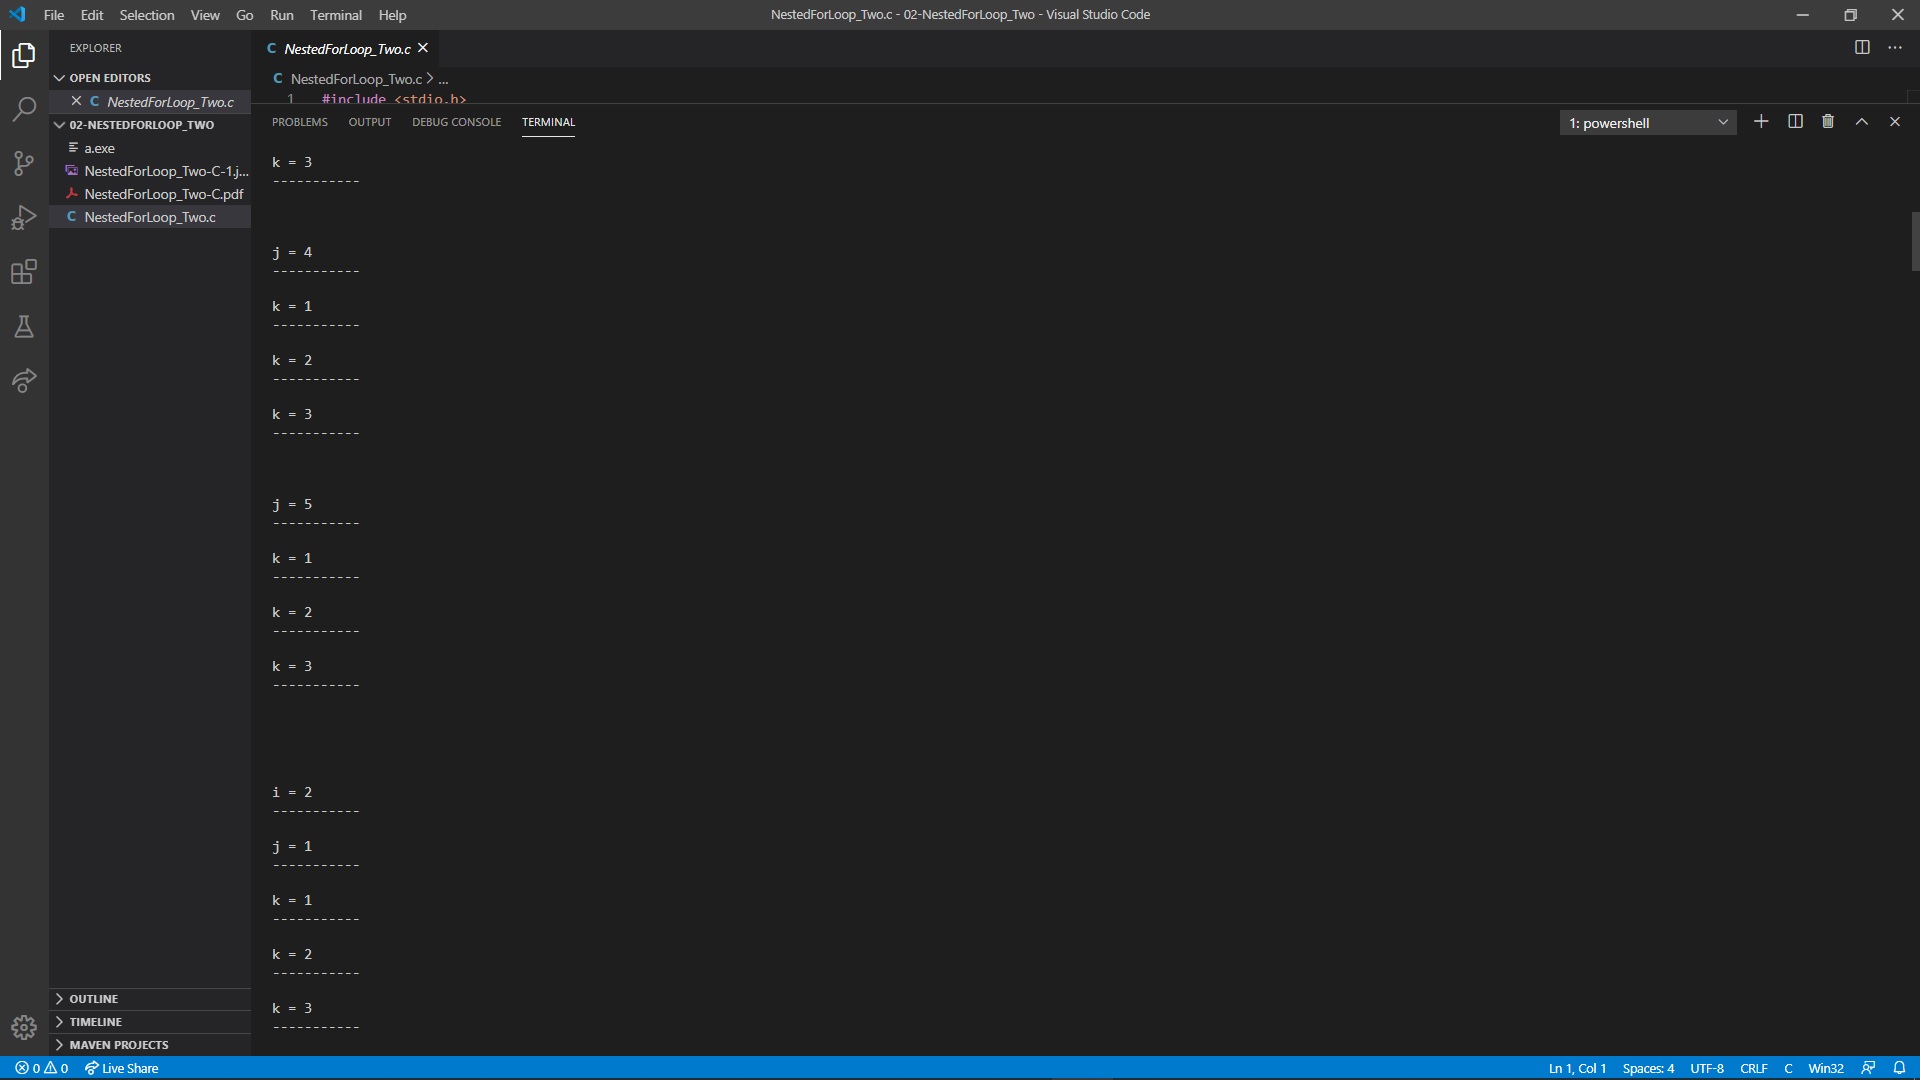 File Edit Selection View Go Run Terminal Help
NestedForLoop_Two.c - 02-NestedForLoop_Two - Visual Studio Code
EXPLORER
OPEN EDITORS
C NestedForLoop_Two.c
02-NESTEDFORLOOP_TWO
a.exe
NestedForLoop_Two-C-1.j...
NestedForLoop_Two-C.pdf
C NestedForLoop_Two.c
OUTLINE
TIMELINE
MAVEN PROJECTS
C NestedForLoop_Two.c
C NestedForLoop_Two.c > ...
1 #include <stdio.h>
PROBLEMS OUTPUT DEBUG CONSOLE TERMINAL
1: powershell
k = 3
-----------
j = 4
-----------
k = 1
-----------
k = 2
-----------
k = 3
-----------
j = 5
-----------
k = 1
-----------
k = 2
-----------
k = 3
-----------
i = 2
-----------
j = 1
-----------
k = 1
-----------
k = 2
-----------
k = 3
-----------
0 0 Live Share
Ln 1, Col 1 Spaces: 4 UTF-8 CRLF C Win32